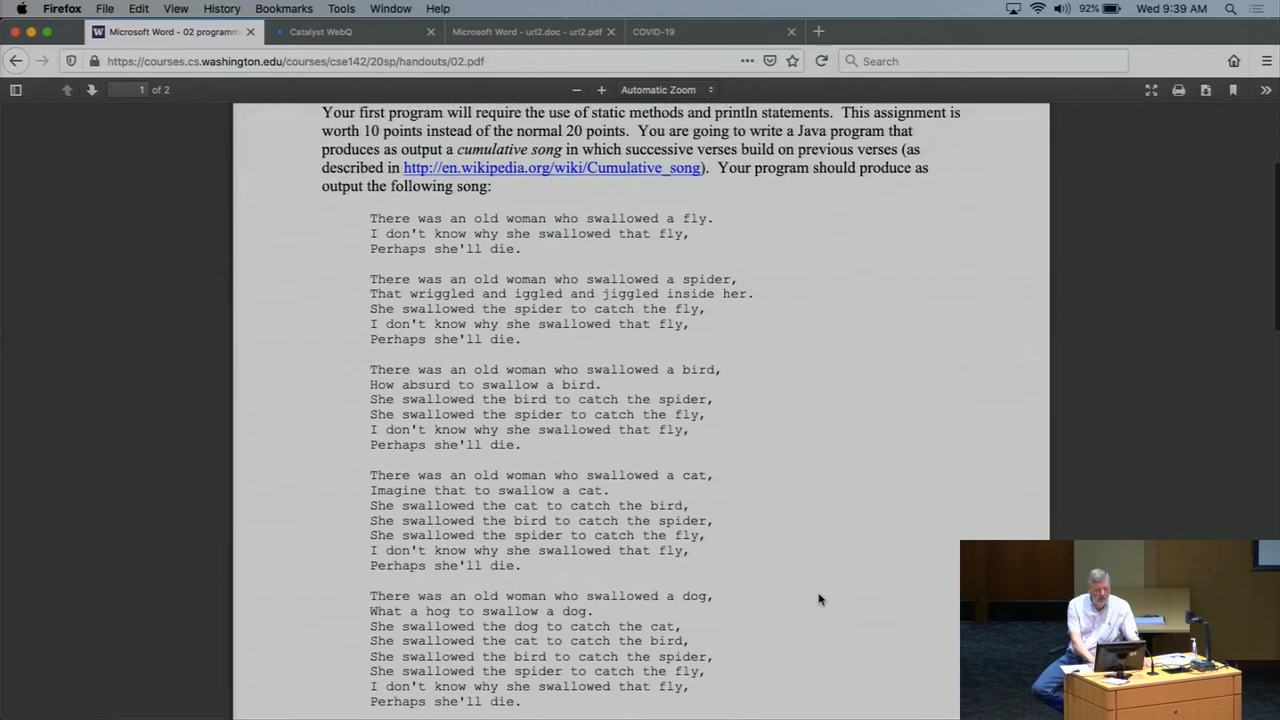 Firefox File Edit View History Bookmarks Tools Window Help 92% Wed 9:39 AM
Microsoft Word - 02 programm Catalyst WebQ Microsoft Word - url2.doc - url2.pdf COVID-19
https://courses.cs.washington.edu/courses/cse142/20sp/handouts/02.pdf Search
1 of 2 Automatic Zoom
Your first program will require the use of static methods and println statements. This assignment is
worth 10 points instead of the normal 20 points. You are going to write a Java program that
produces as output a cumulative song in which successive verses build on previous verses (as
described in http://en.wikipedia.org/wiki/Cumulative_song). Your program should produce as
output the following song:
There was an old woman who swallowed a fly.
I don't know why she swallowed that fly,
Perhaps she'll die.
There was an old woman who swallowed a spider,
That wriggled and iggled and jiggled inside her.
She swallowed the spider to catch the fly,
I don't know why she swallowed that fly,
Perhaps she'll die.
There was an old woman who swallowed a bird,
How absurd to swallow a bird.
She swallowed the bird to catch the spider,
She swallowed the spider to catch the fly,
I don't know why she swallowed that fly,
Perhaps she'll die.
There was an old woman who swallowed a cat,
Imagine that to swallow a cat.
She swallowed the cat to catch the bird,
She swallowed the bird to catch the spider,
She swallowed the spider to catch the fly,
I don't know why she swallowed that fly,
Perhaps she'll die.
There was an old woman who swallowed a dog,
What a hog to swallow a dog.
She swallowed the dog to catch the cat,
She swallowed the cat to catch the bird,
She swallowed the bird to catch the spider,
She swallowed the spider to catch the fly,
I don't know why she swallowed that fly,
Perhaps she'll die.